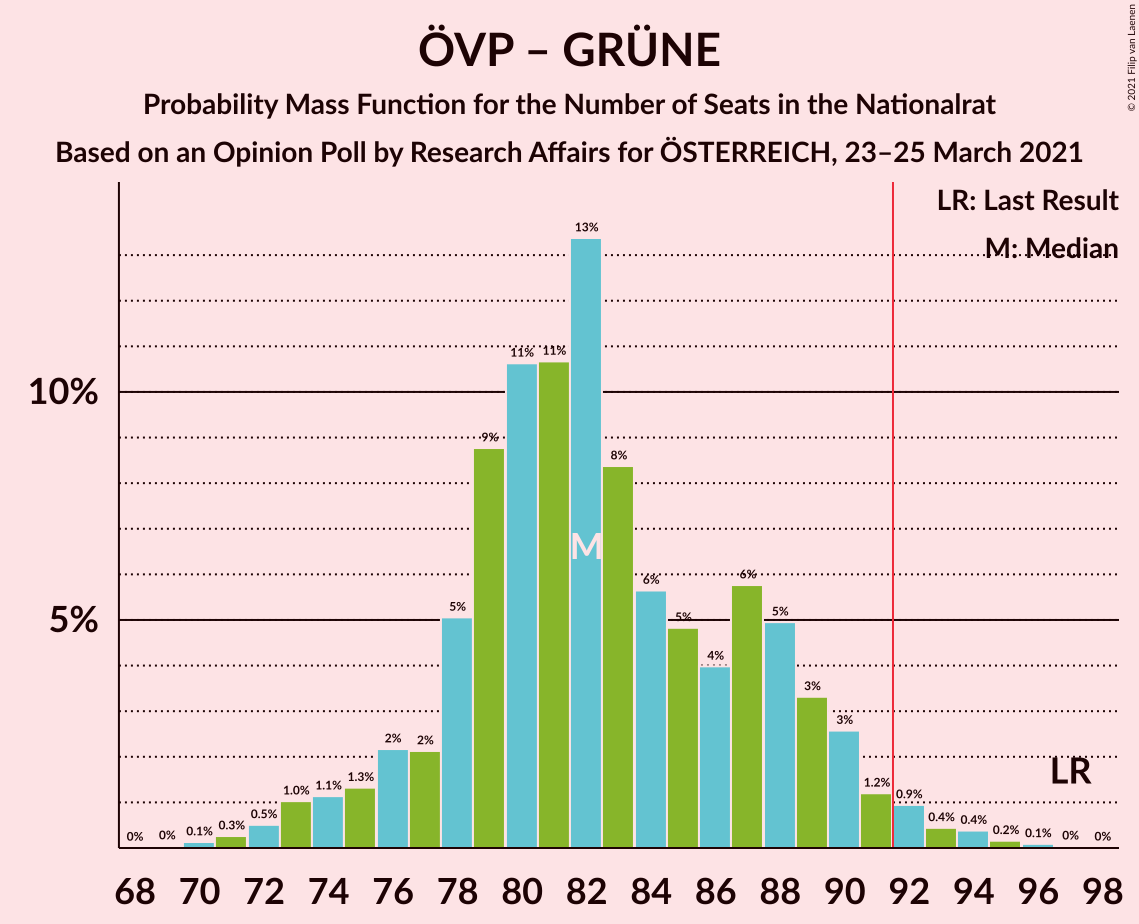 ÖVP – GRÜNE
Probability Mass Function for the Number of Seats in the Nationalrat
Based on an Opinion Poll by Research Affairs for ÖSTERREICH, 23–25 March 2021
© 2021 Filip van Laenen
LR: Last Result
M: Median
10%
5%
0% 0% 0.1% 0.3% 0.5% 1.0% 1.1% 1.3% 2% 2% 5% 9% 11% 11% 13% 8% 6% 5% 4% 6% 5% 3% 3% 1.2% 0.9% 0.4% 0.4% 0.2% 0.1% 0% 0%
M
LR
68 70 72 74 76 78 80 82 84 86 88 90 92 94 96 98